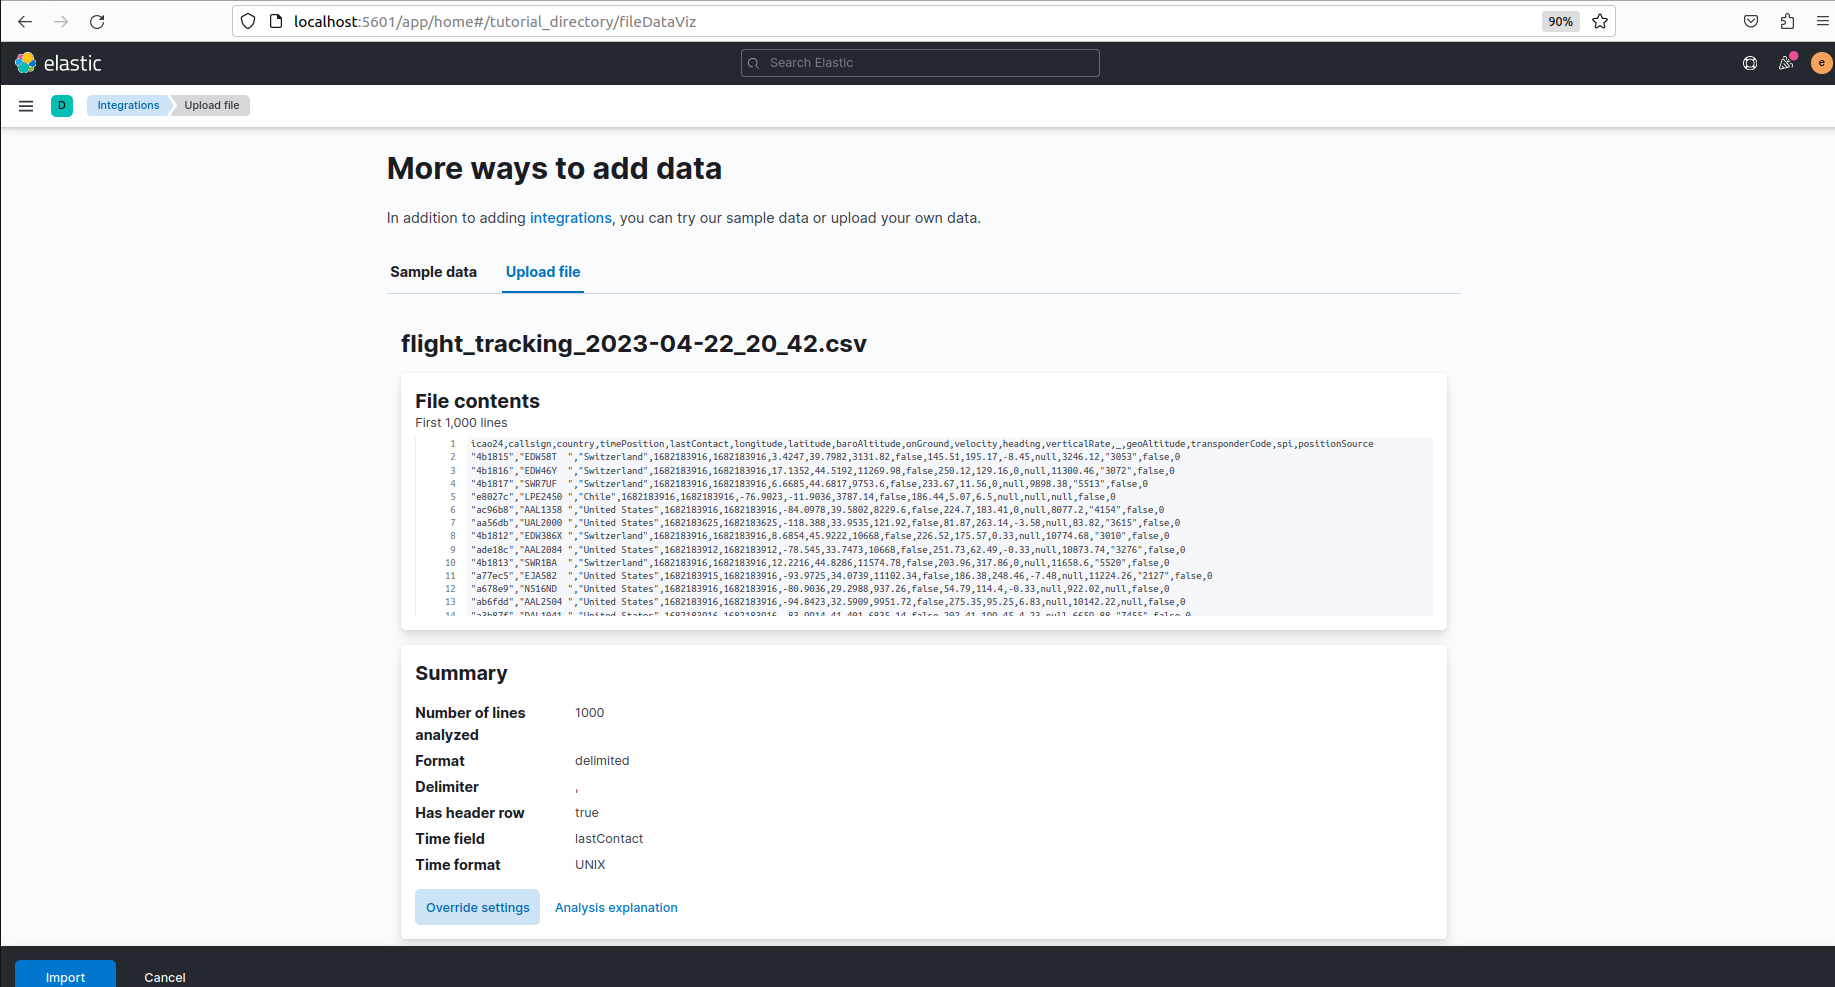 localhost:5601/app/home#/tutorial_directory/fileDataViz
90%
elastic
Search Elastic
e
D
Integrations
Upload file
More ways to add data
In addition to adding integrations, you can try our sample data or upload your own data.
Sample data
Upload file
flight_tracking_2023-04-22_20_42.csv
File contents
First 1,000 lines
1 icao24,callsign,country,timePosition,lastContact,longitude,latitude,baroAltitude,onGround,velocity,heading,verticalRate,_,geoAltitude,transponderCode,spi,positionSource
2 "4b1815","EDW58T  ","Switzerland",1682183916,1682183916,3.4247,39.7982,3131.82,false,145.51,195.17,-8.45,null,3246.12,"3053",false,0
3 "4b1816","EDW46Y  ","Switzerland",1682183916,1682183916,17.1352,44.5192,11269.98,false,250.12,129.16,0,null,11300.46,"3072",false,0
4 "4b1817","SWR7UF  ","Switzerland",1682183916,1682183916,6.6685,44.6817,9753.6,false,233.67,11.56,0,null,9898.38,"5513",false,0
5 "e8027c","LPE2450 ","Chile",1682183916,1682183916,-76.9023,-11.9036,3787.14,false,186.44,5.07,6.5,null,null,null,false,0
6 "ac96b8","AAL1358 ","United States",1682183916,1682183916,-84.0978,39.5802,8229.6,false,224.7,183.41,0,null,8077.2,"4154",false,0
7 "aa56db","UAL2000 ","United States",1682183625,1682183625,-118.388,33.9535,121.92,false,81.87,263.14,-3.58,null,83.82,"3615",false,0
8 "4b1812","EDW386X ","Switzerland",1682183916,1682183916,8.6854,45.9222,10668,false,226.52,175.57,0.33,null,10774.68,"3010",false,0
9 "ade18c","AAL2084 ","United States",1682183912,1682183912,-78.545,33.7473,10668,false,251.73,62.49,-0.33,null,10873.74,"3276",false,0
10 "4b1813","SWR1BA  ","Switzerland",1682183916,1682183916,12.2216,44.8286,11574.78,false,203.96,317.86,0,null,11658.6,"5520",false,0
11 "a77ec5","EJA582  ","United States",1682183915,1682183916,-93.9725,34.0739,11102.34,false,186.38,248.46,-7.48,null,11224.26,"2127",false,0
12 "a678e9","N516ND  ","United States",1682183916,1682183916,-80.9036,29.2988,937.26,false,54.79,114.4,-0.33,null,922.02,null,false,0
13 "ab6fdd","AAL2504 ","United States",1682183916,1682183916,-94.8423,32.5909,9951.72,false,275.35,95.25,6.83,null,10142.22,null,false,0
Summary
Number of lines analyzed 1000
Format delimited
Delimiter ,
Has header row true
Time field lastContact
Time format UNIX
Override settings
Analysis explanation
Import
Cancel